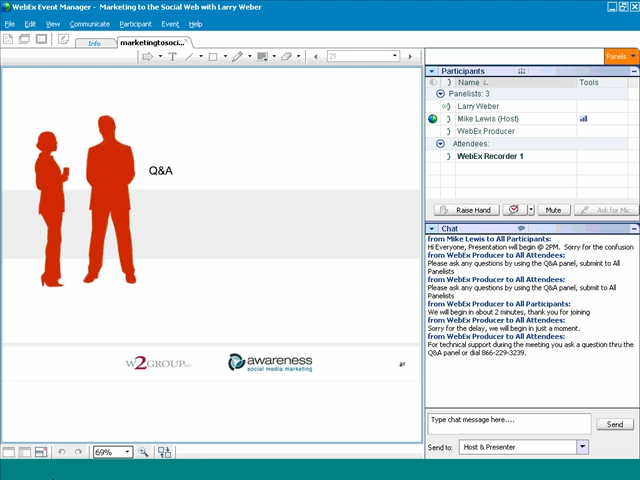 WebEx Event Manager - Marketing to the Social Web with Larry Weber
File Edit View Communicate Participant Event Help
Info
marketingtosoci...
T
21
Panels
Q&A
W2GROUP
awareness
social media marketing
21
69%
Participants
Name
Tools
Panelists: 3
Larry Weber
Mike Lewis (Host)
WebEx Producer
Attendees:
WebEx Recorder 1
Raise Hand
Mute
Ask for Mic
Chat
from Mike Lewis to All Participants:
Hi Everyone, Presentation will begin @ 2PM. Sorry for the confusion
from WebEx Producer to All Attendees:
Please ask any questions by using the Q&A panel, submint to All
Panelists
from WebEx Producer to All Attendees:
Please ask any questions by using the Q&A panel, submit to All
Panelists
from WebEx Producer to All Participants:
We will begin in about 2 minutes, thank you for joining
from WebEx Producer to All Attendees:
Sorry for the delay, we will begin in just a moment.
from WebEx Producer to All Attendees:
For technical support during the meeting you ask a question thru the
Q&A panel or dial 866-229-3239.
Type chat message here....
Send
Send to:
Host & Presenter